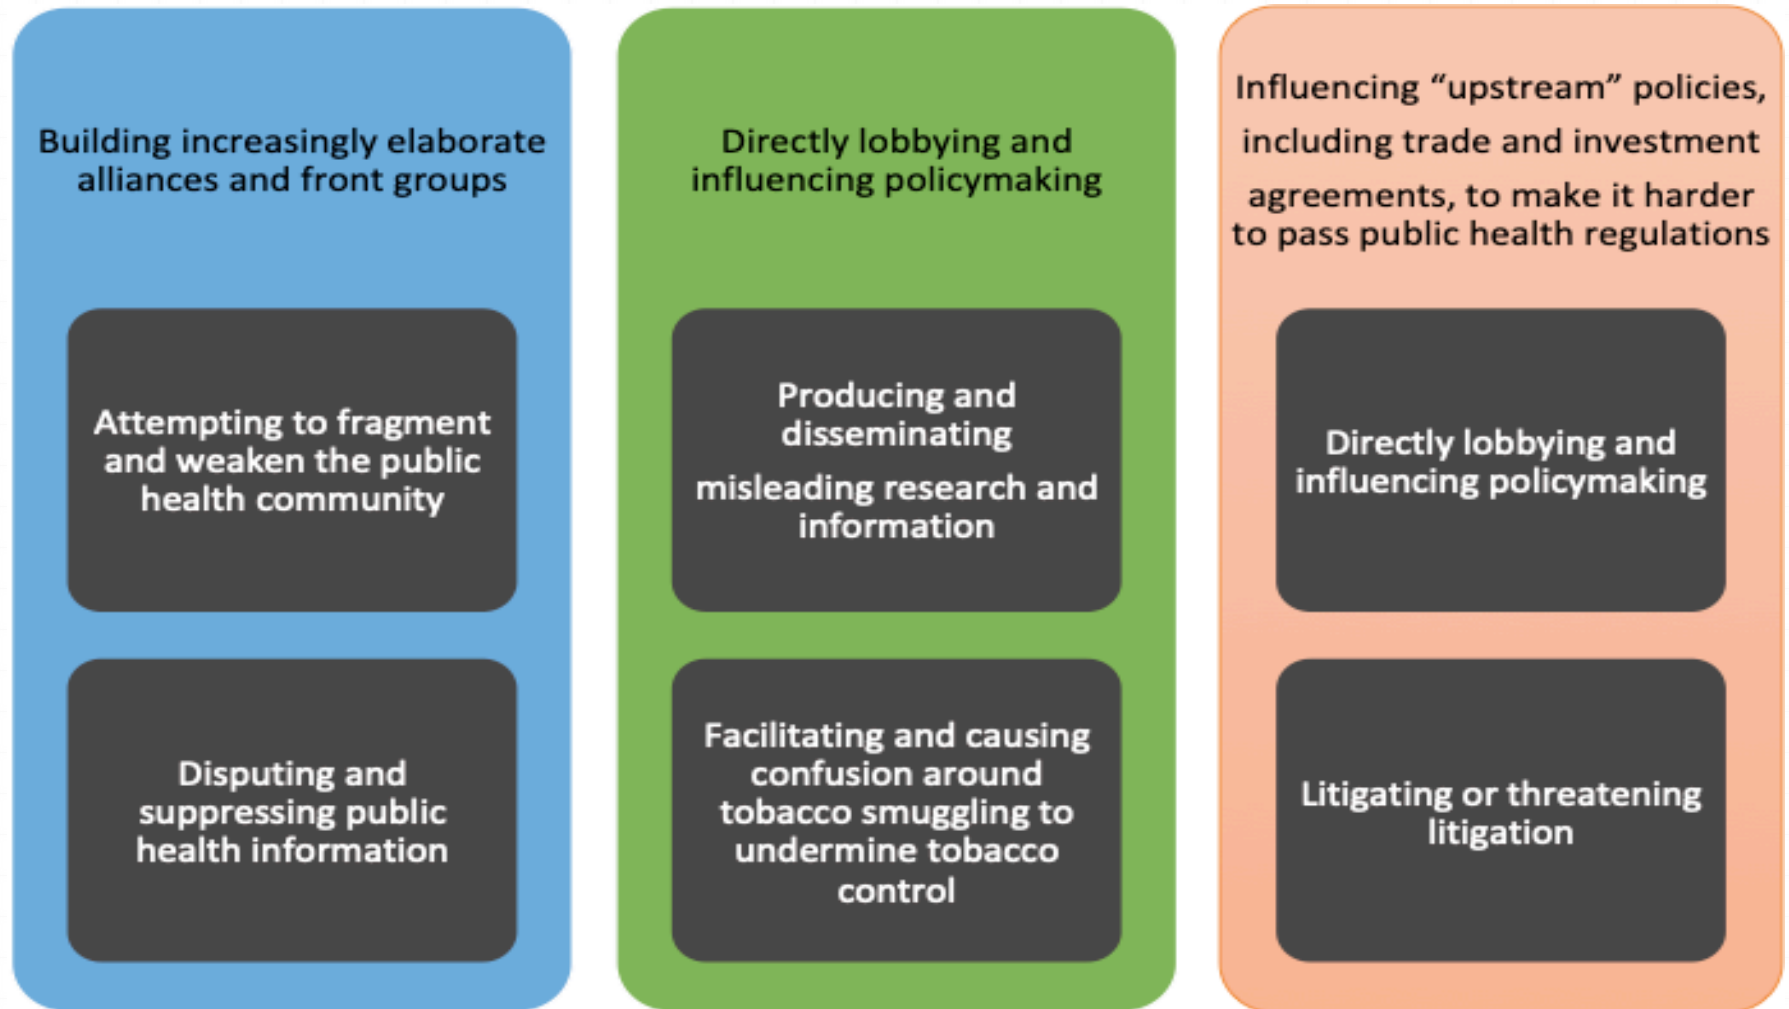 Building increasingly elaborate
alliances and front groups
Attempting to fragment
and weaken the public
health community
Disputing and
suppressing public
health information
Directly lobbying and
influencing policymaking
Producing and
disseminating
misleading research and
information
Facilitating and causing
confusion around
tobacco smuggling to
undermine tobacco
control
Influencing “upstream” policies,
including trade and investment
agreements, to make it harder
to pass public health regulations
Directly lobbying and
influencing policymaking
Litigating or threatening
litigation